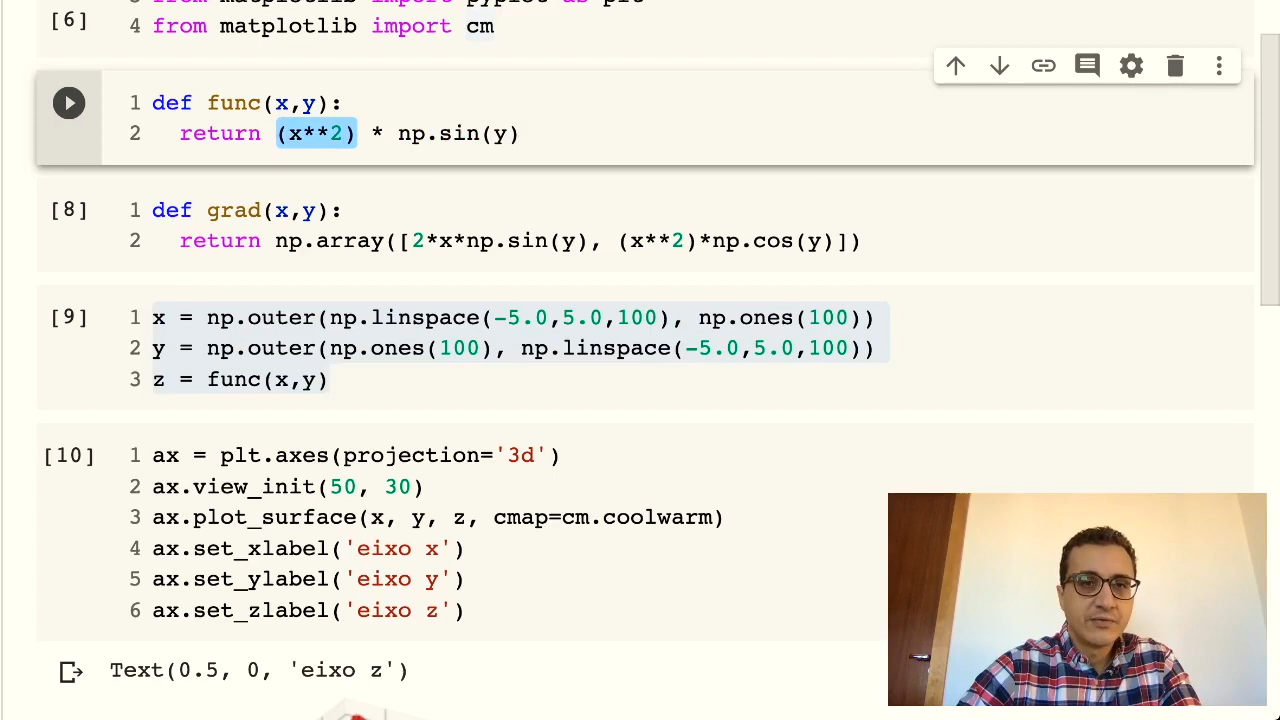 [6]
4 from matplotlib import cm
1 def func(x,y):
2 return (x**2) * np.sin(y)
[8]
1 def grad(x,y):
2 return np.array([2*x*np.sin(y), (x**2)*np.cos(y)])
[9]
1 x = np.outer(np.linspace(-5.0,5.0,100), np.ones(100))
2 y = np.outer(np.ones(100), np.linspace(-5.0,5.0,100))
3 z = func(x,y)
[10]
1 ax = plt.axes(projection='3d')
2 ax.view_init(50, 30)
3 ax.plot_surface(x, y, z, cmap=cm.coolwarm)
4 ax.set_xlabel('eixo x')
5 ax.set_ylabel('eixo y')
6 ax.set_zlabel('eixo z')
Text(0.5, 0, 'eixo z')